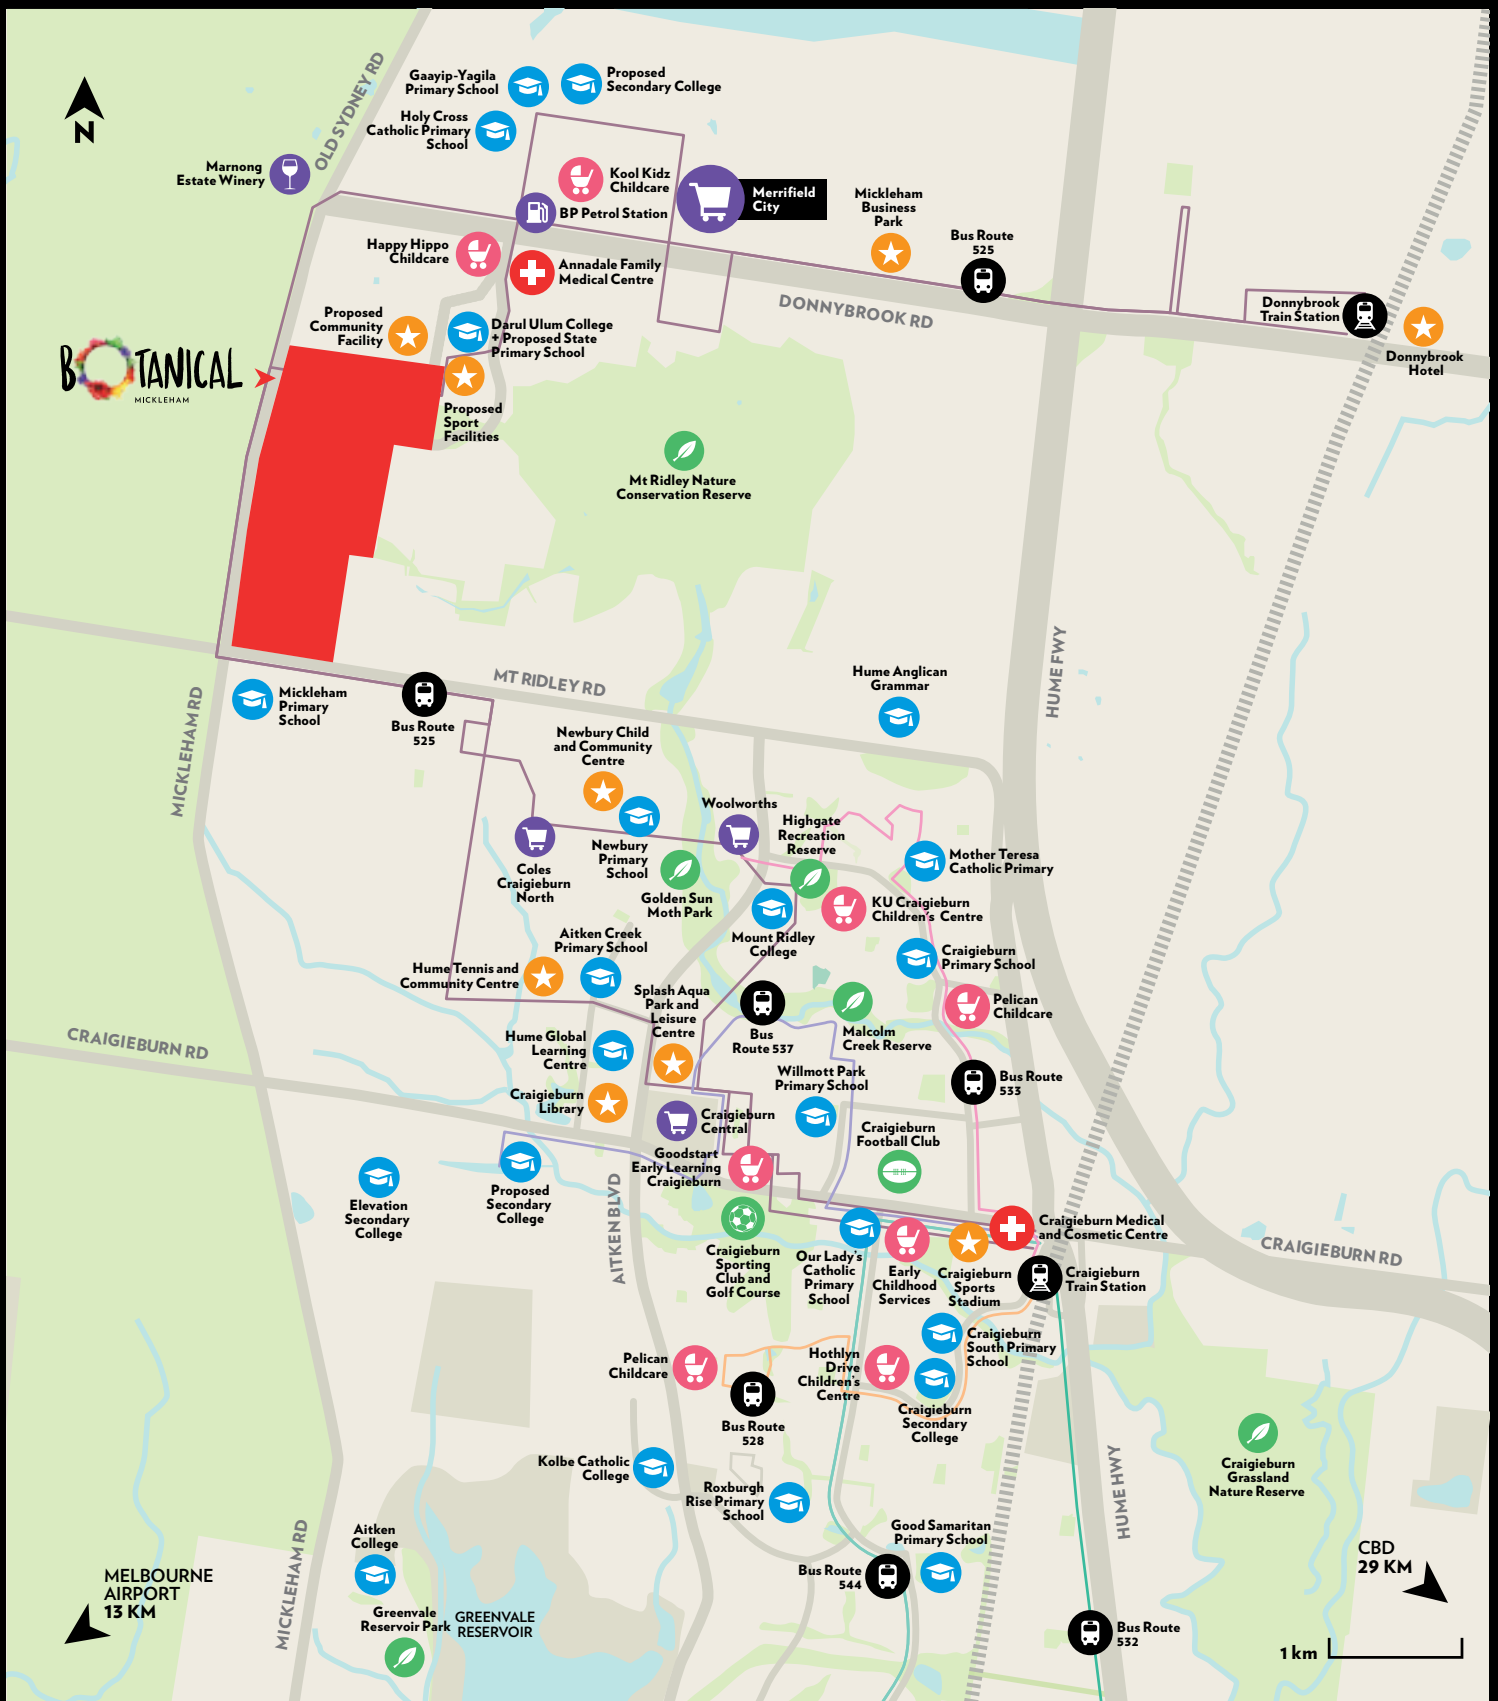 Gaayip-Yagila
Primary School
Proposed
Secondary College
OLD SYDNEY RD
N
Holy Cross
Catholic Primary
School
Marnong
Estate Winery
Kool Kidz
Childcare
Merrifield
City
BP Petrol Station
Mickleham
Business
Park
Bus Route
525
Happy Hippo
Childcare
Annadale Family
Medical Centre
DONNYBROOK RD
Donnybrook
Train Station
Donnybrook
Hotel
Proposed
Community
Facility
Darul Ulum College
+ Proposed State
Primary School
BOTANICAL
MICKLEHAM
Proposed
Sport
Facilities
Mt Ridley Nature
Conservation Reserve
HUME FWY
Mickleham
Primary
School
MICKLEHAM RD
Bus Route
525
MT RIDLEY RD
Hume Anglican
Grammar
Newbury Child
and Community
Centre
Woolworths
Highgate
Recreation
Reserve
Coles
Craigieburn
North
Newbury
Primary
School
Golden Sun
Moth Park
Mother Teresa
Catholic Primary
KU Craigieburn
Children's Centre
Mount Ridley
College
Aitken Creek
Primary School
Craigieburn
Primary School
Hume Tennis and
Community Centre
Splash Aqua
Park and
Leisure
Centre
Pelican
Childcare
Bus
Route 537
Malcolm
Creek Reserve
CRAIGIEBURN RD
Hume Global
Learning
Centre
Willmott Park
Primary School
Bus Route
533
Craigieburn
Library
Craigieburn
Central
Craigieburn
Football Club
Goodstart
Early Learning
Craigieburn
Elevation
Secondary
College
Proposed
Secondary
College
AITKEN BLVD
Craigieburn
Sporting
Club and
Golf Course
Our Lady's
Catholic
Primary
School
Early
Childhood
Services
Craigieburn
Sports
Stadium
Craigieburn Medical
and Cosmetic Centre
CRAIGIEBURN RD
Craigieburn
Train Station
Craigieburn
South Primary
School
Pelican
Childcare
Hothlyn
Drive
Children's
Centre
Bus Route
528
Craigieburn
Secondary
College
HUME HWY
Craigieburn
Grassland
Nature Reserve
Kolbe Catholic
College
Roxburgh
Rise Primary
School
Good Samaritan
Primary School
MICKLEHAM RD
Aitken
College
Bus Route
544
CBD
29 KM
MELBOURNE
AIRPORT
13 KM
Greenvale
Reservoir Park
GREENVALE
RESERVOIR
Bus Route
532
1 km